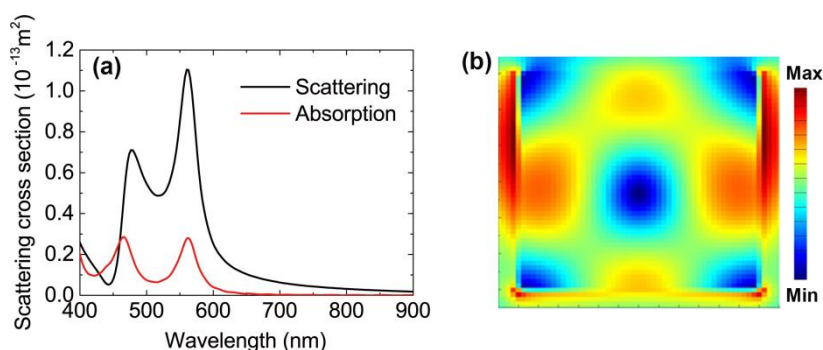 (a)
Scattering
Absorption
Scattering cross section (10⁻¹³m²)
1.2
1.0
0.8
0.6
0.4
0.2
0.0
400 500 600 700 800 900
Wavelength (nm)
(b)
Max
Min